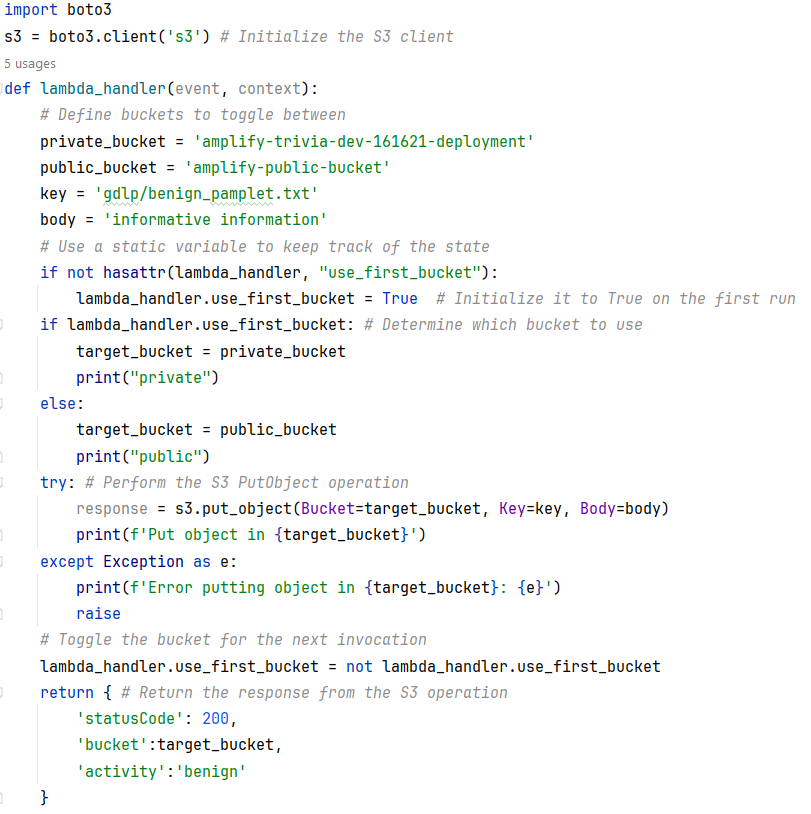 import boto3
s3 = boto3.client('s3') # Initialize the S3 client
5 usages
def lambda_handler(event, context):
    # Define buckets to toggle between
    private_bucket = 'amplify-trivia-dev-161621-deployment'
    public_bucket = 'amplify-public-bucket'
    key = 'gdlp/benign_pamplet.txt'
    body = 'informative information'
    # Use a static variable to keep track of the state
    if not hasattr(lambda_handler, "use_first_bucket"):
        lambda_handler.use_first_bucket = True  # Initialize it to True on the first run
    if lambda_handler.use_first_bucket: # Determine which bucket to use
        target_bucket = private_bucket
        print("private")
    else:
        target_bucket = public_bucket
        print("public")
    try: # Perform the S3 PutObject operation
        response = s3.put_object(Bucket=target_bucket, Key=key, Body=body)
        print(f'Put object in {target_bucket}')
    except Exception as e:
        print(f'Error putting object in {target_bucket}: {e}')
        raise
    # Toggle the bucket for the next invocation
    lambda_handler.use_first_bucket = not lambda_handler.use_first_bucket
    return { # Return the response from the S3 operation
        'statusCode': 200,
        'bucket':target_bucket,
        'activity':'benign'
    }